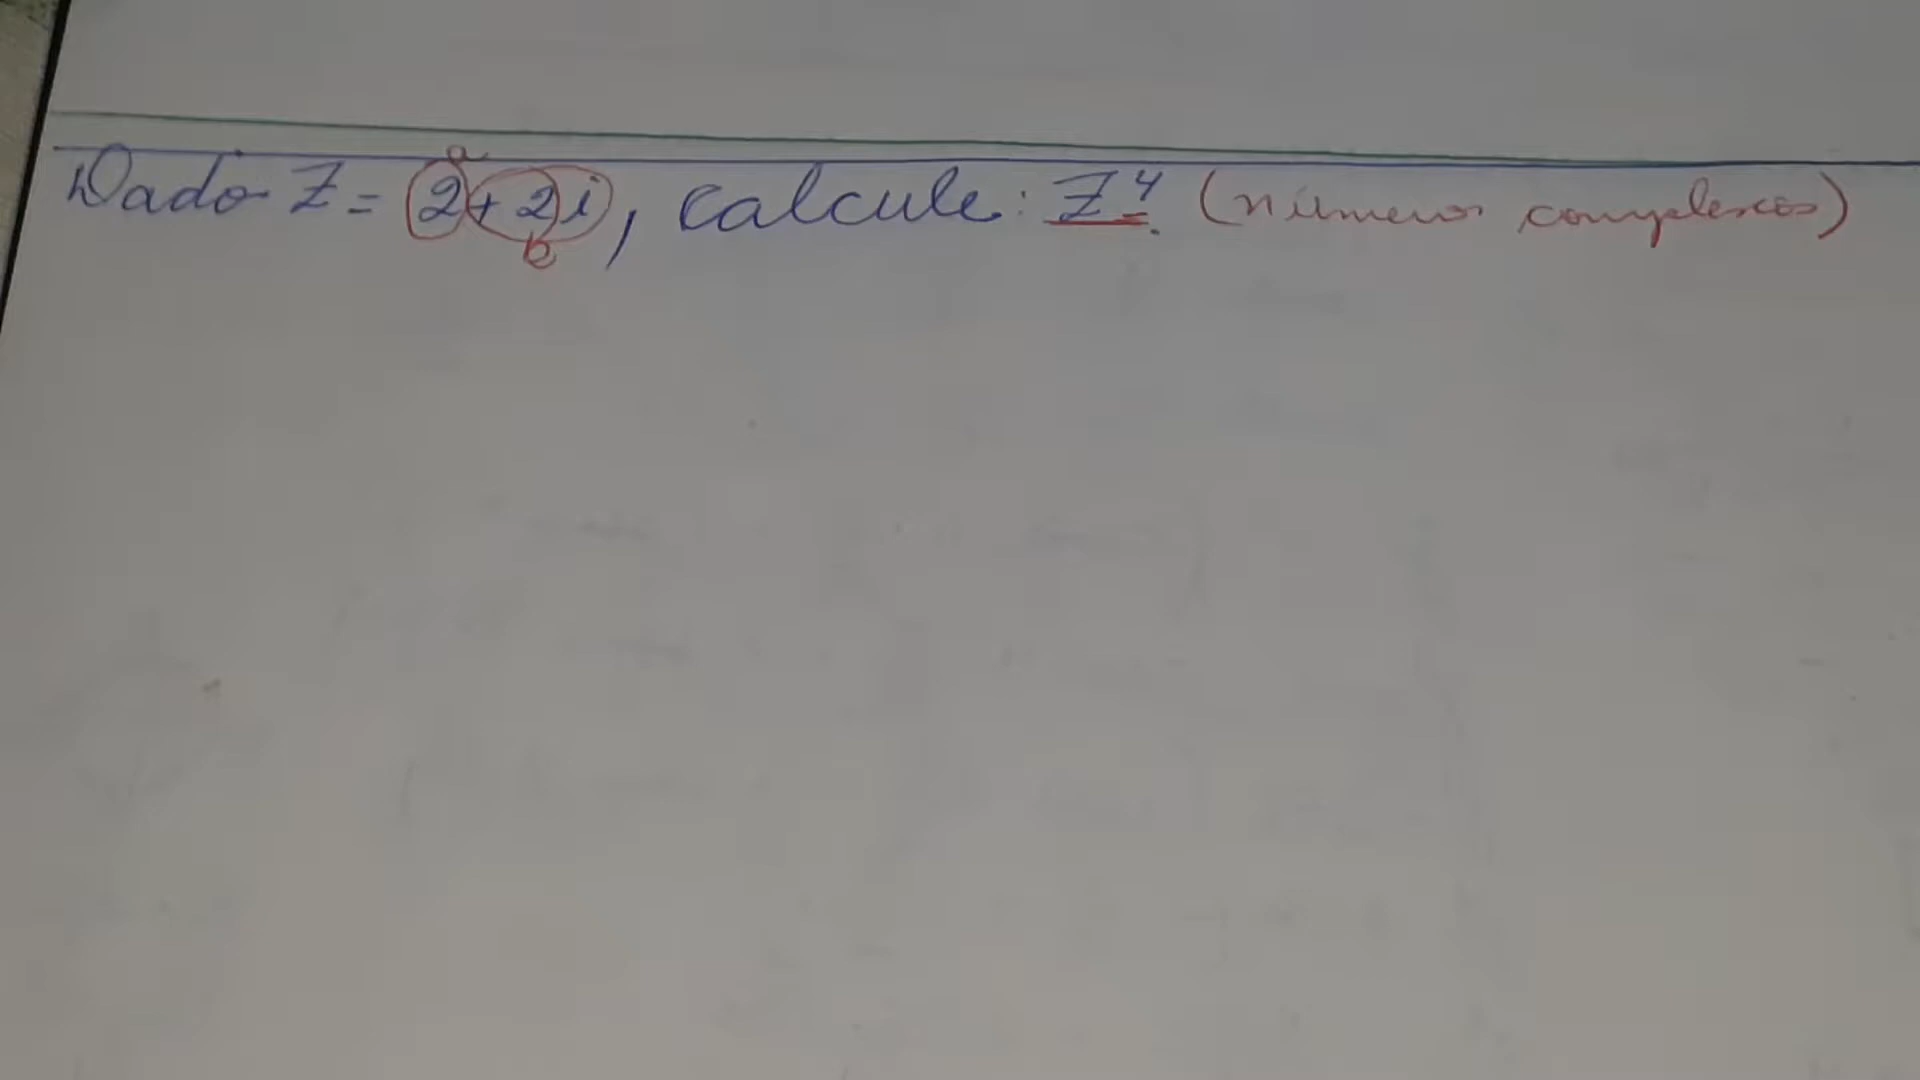 a
Dado Z = 2 + 2i, calcule: Z⁴. (números complexos)
b